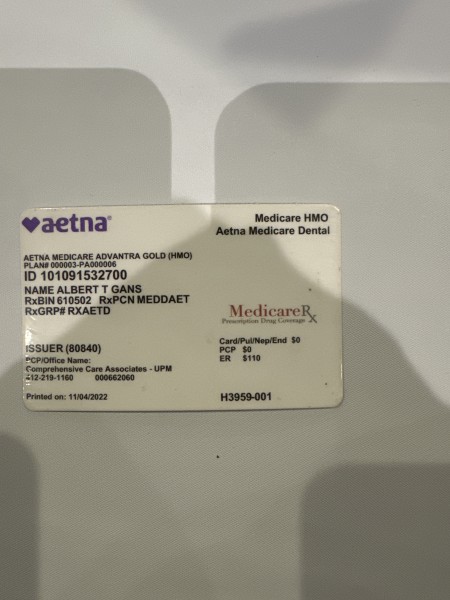 aetna®
Medicare HMO
Aetna Medicare Dental
AETNA MEDICARE ADVANTRA GOLD (HMO)
PLAN# 000003-PA000006
ID 101091532700
NAME ALBERT T GANS
RxBIN 610502 RxPCN MEDDAET
RxGRP# RXAETD
MedicareRx
Prescription Drug Coverage
ISSUER (80840)
PCP/Office Name:
Comprehensive Care Associates - UPM
412-219-1160 000662060
Card/Pul/Nep/End $0
PCP $0
ER $110
Printed on: 11/04/2022
H3959-001